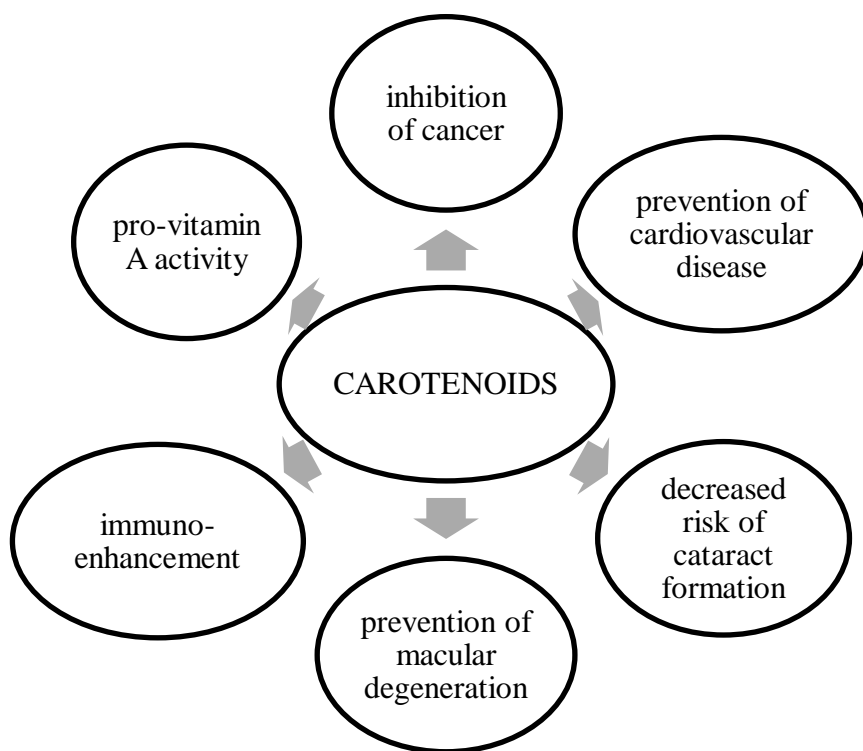 inhibition
of cancer
prevention of
cardiovascular
disease
pro-vitamin
A activity
CAROTENOIDS
immuno-
enhancement
decreased
risk of
cataract
formation
prevention of
macular
degeneration